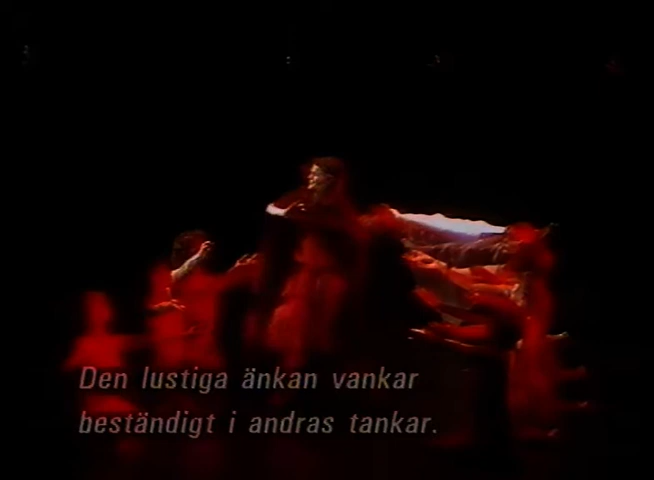 Den lustiga änkan vankar
beständigt i andras tankar.